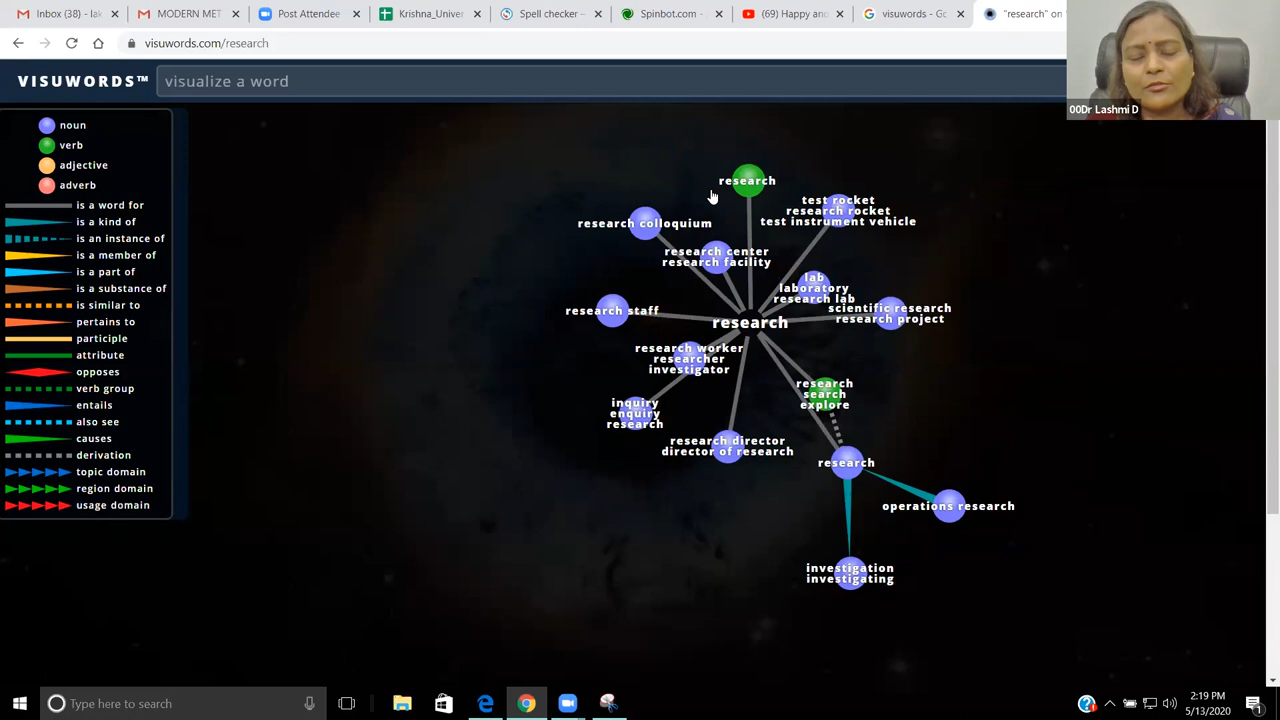 Inbox (38) - lak
MODERN MET
Post Attendee
Krishna_Univer
Spell checker –
Spinbot.com -
(69) Happy and
visuwords - Go
"research" on
visuwords.com/research
VISUWORDS™
visualize a word
00Dr Lashmi D
noun
verb
adjective
adverb
is a word for
is a kind of
is an instance of
is a member of
is a part of
is a substance of
is similar to
pertains to
participle
attribute
opposes
verb group
entails
also see
causes
derivation
topic domain
region domain
usage domain
research
test rocket
research rocket
test instrument vehicle
research colloquium
research center
research facility
lab
laboratory
research lab
scientific research
research project
research staff
research
research worker
researcher
investigator
research
search
explore
inquiry
enquiry
research
research director
director of research
research
operations research
investigation
investigating
Type here to search
2:19 PM
5/13/2020
1